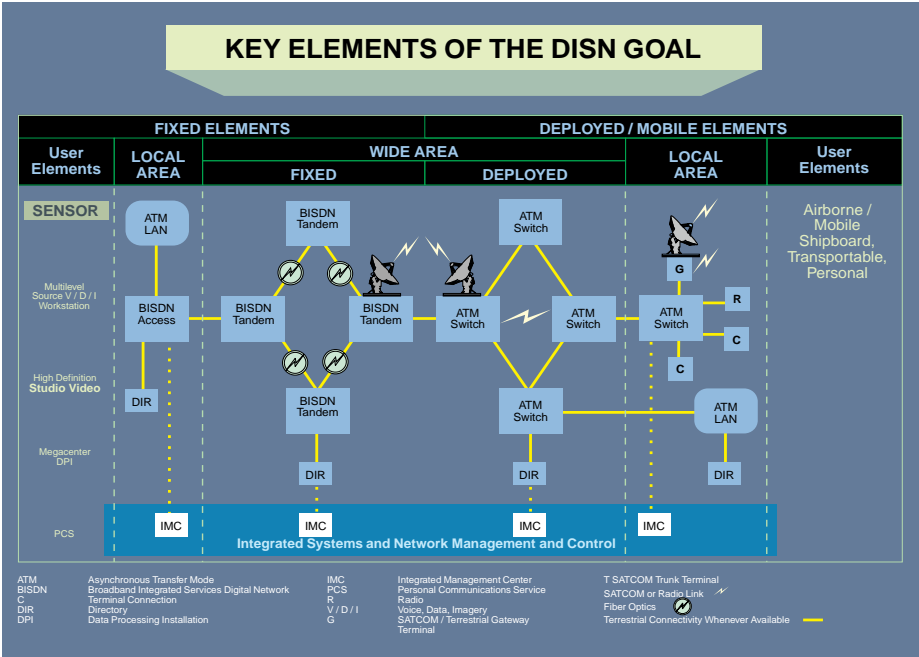 KEY ELEMENTS OF THE DISN GOAL
FIXED ELEMENTS
DEPLOYED / MOBILE ELEMENTS
User
Elements
LOCAL
AREA
WIDE AREA
FIXED
DEPLOYED
LOCAL
AREA
User
Elements
SENSOR
Multilevel
Source V / D / I
Workstation
High Definition
Studio Video
Megacenter
DPI
PCS
ATM
LAN
BISDN
Access
DIR
IMC
BISDN
Tandem
BISDN
Tandem
BISDN
Tandem
BISDN
Tandem
DIR
IMC
ATM
Switch
ATM
Switch
ATM
Switch
ATM
Switch
DIR
IMC
G
ATM
Switch
R
C
C
ATM
LAN
DIR
IMC
Airborne /
Mobile
Shipboard,
Transportable,
Personal
Integrated Systems and Network Management and Control
ATM Asynchronous Transfer Mode
BISDN Broadband Integrated Services Digital Network
C Terminal Connection
DIR Directory
DPI Data Processing Installation
IMC Integrated Management Center
PCS Personal Communications Service
R Radio
V / D / I Voice, Data, Imagery
G SATCOM / Terrestrial Gateway
Terminal
T SATCOM Trunk Terminal
SATCOM or Radio Link
Fiber Optics
Terrestrial Connectivity Whenever Available